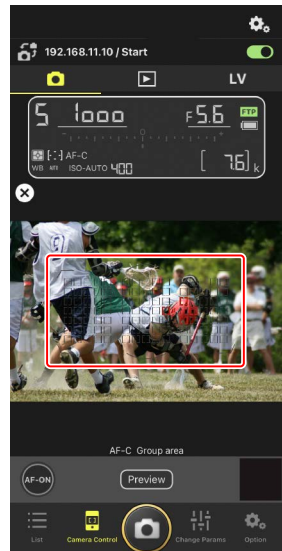 192.168.11.10 / Start
LV
S 1000 F5.6 FTP
AF-C
WB ISO-AUTO 400 [ 7.6] k
AF-C Group area
AF-ON Preview
List Camera Control Change Params Option